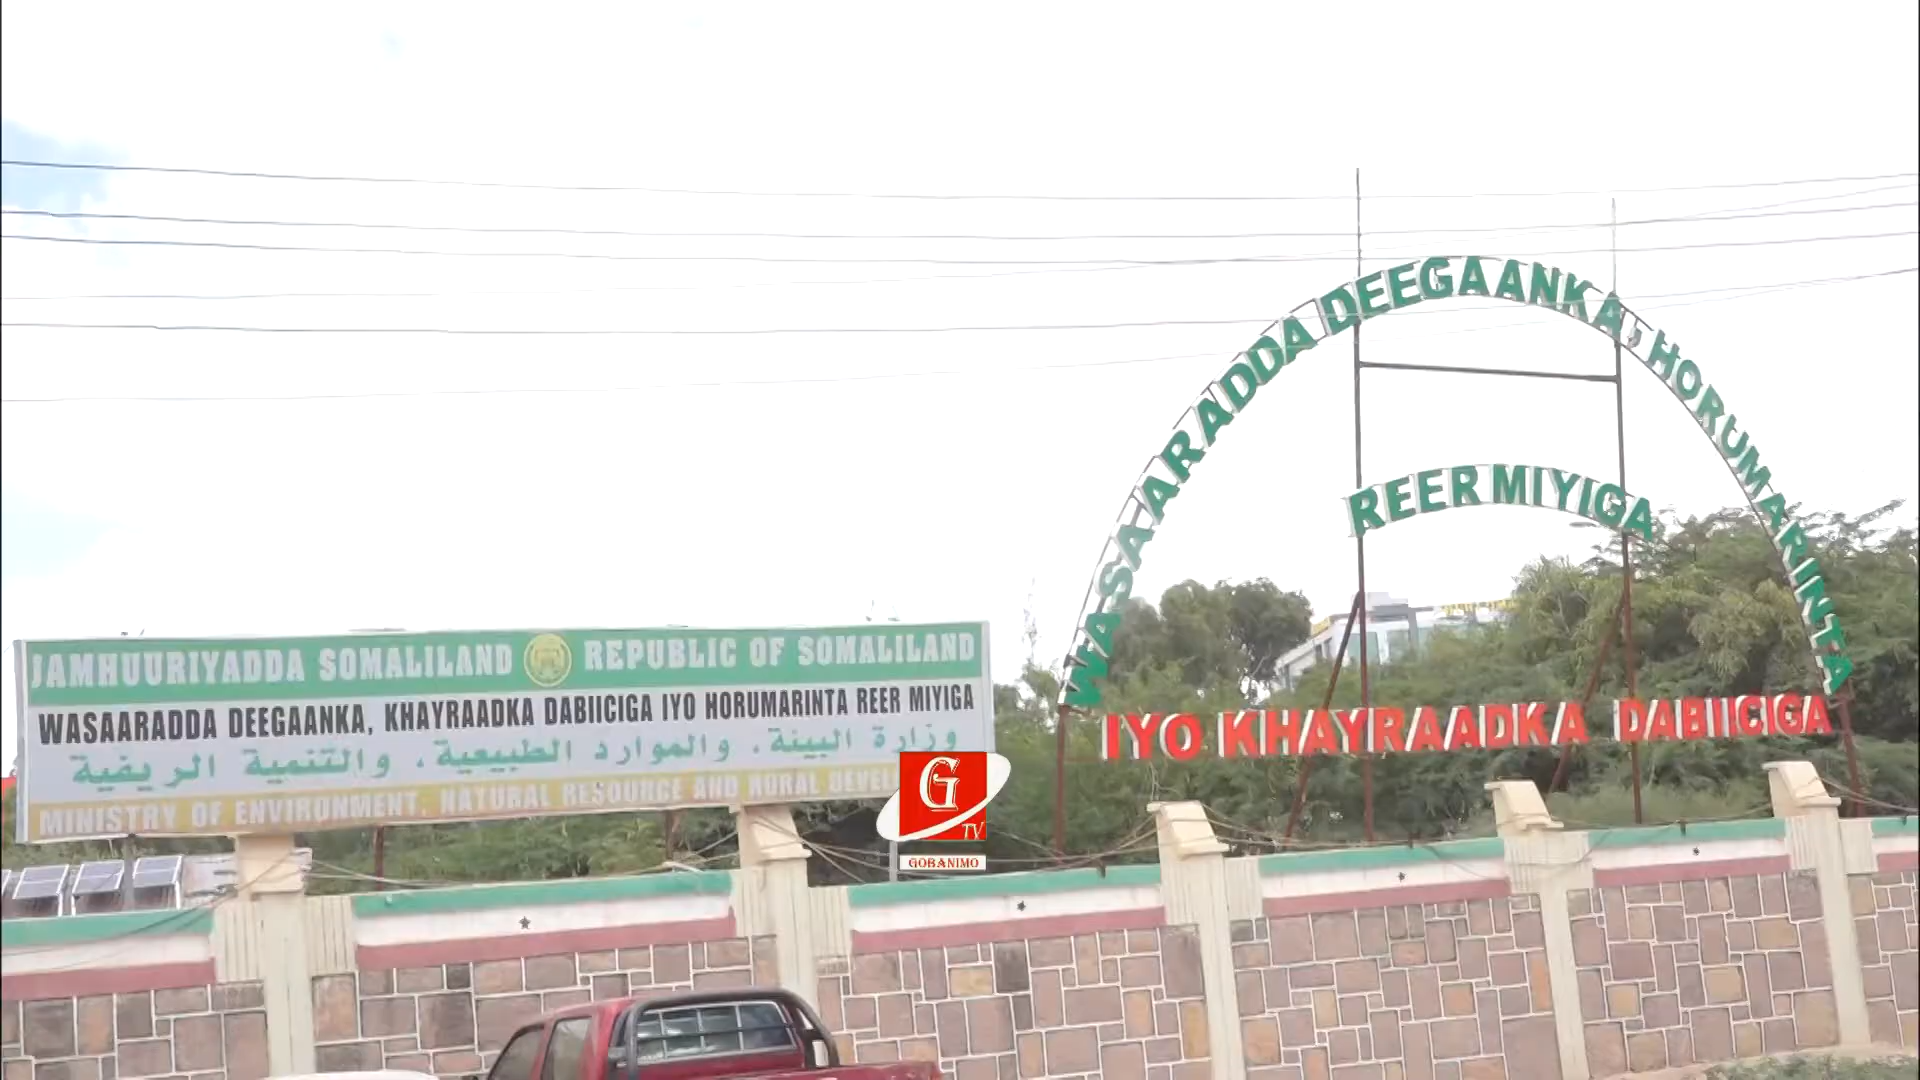 JAMHUURIYADDA SOMALILAND REPUBLIC OF SOMALILAND
WASAARADDA DEEGAANKA, KHAYRAADKA DABIICIGA IYO HORUMARINTA REER MIYIGA
وزارة البيئة، والموارد الطبيعية، والتنمية الريفية
MINISTRY OF ENVIRONMENT, NATURAL RESOURCE AND RURAL
WASAARADDA DEEGAANKA, HORUMARINTA
REER MIYIGA
IYO KHAYRAADKA DABIICIGA
G TV
GOBANIMO